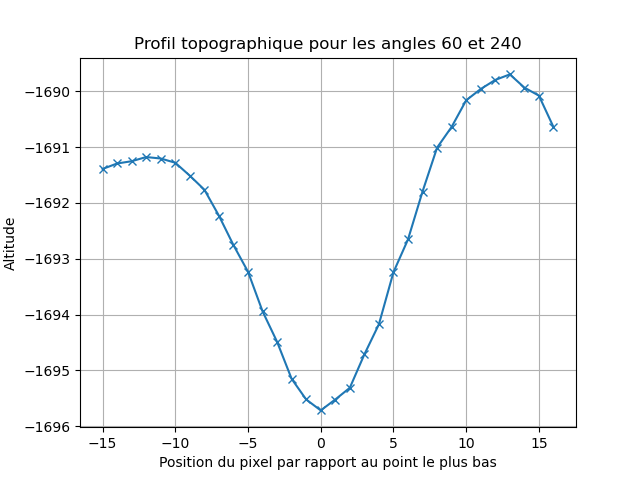 Profil topographique pour les angles 60 et 240
−1690
−1691
−1692
−1693
−1694
−1695
−1696
Altitude
−15 −10 −5 0 5 10 15
Position du pixel par rapport au point le plus bas